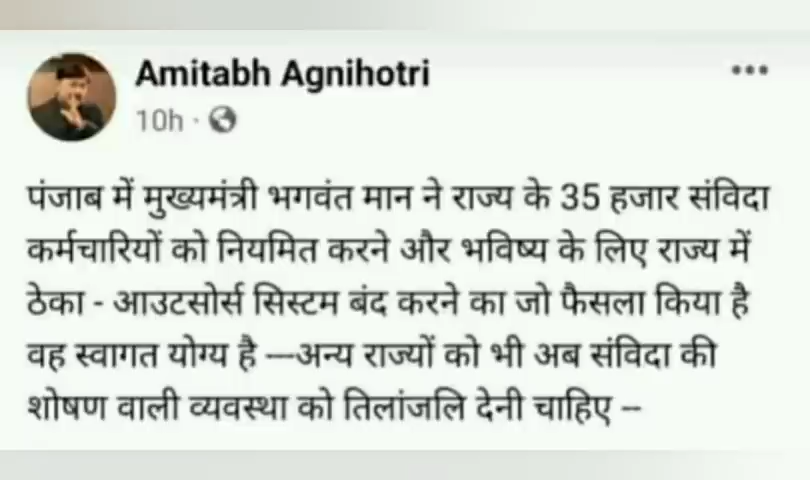 Amitabh Agnihotri
10h ·
पंजाब में मुख्यमंत्री भगवंत मान ने राज्य के 35 हजार संविदा
कर्मचारियों को नियमित करने और भविष्य के लिए राज्य में
ठेका - आउटसोर्स सिस्टम बंद करने का जो फैसला किया है
वह स्वागत योग्य है —अन्य राज्यों को भी अब संविदा की
शोषण वाली व्यवस्था को तिलांजलि देनी चाहिए –